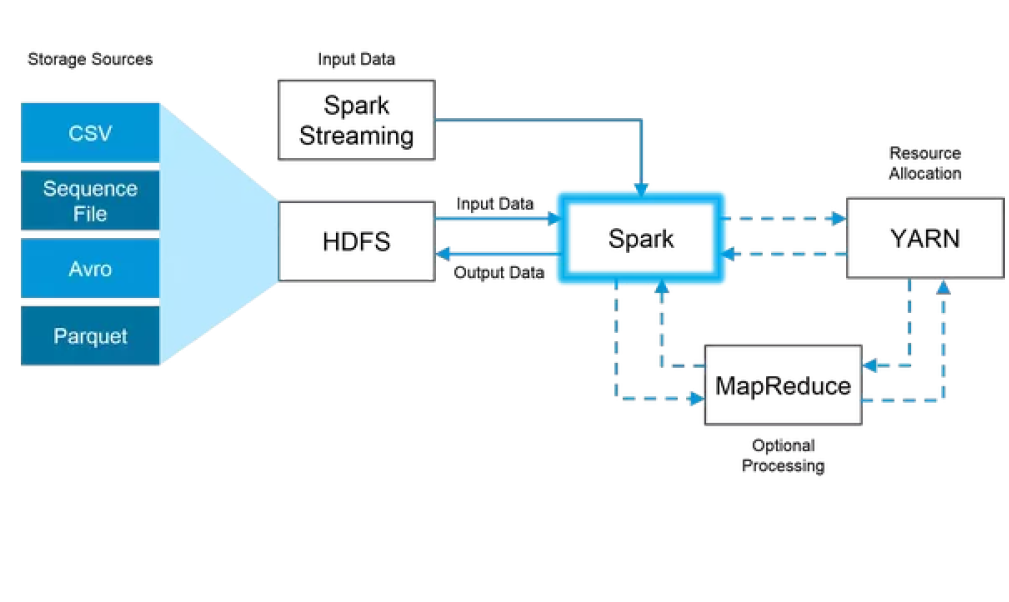 Storage Sources
Input Data
CSV
Sequence
File
Avro
Parquet
Spark
Streaming
HDFS
Input Data
Output Data
Spark
Resource
Allocation
YARN
MapReduce
Optional
Processing